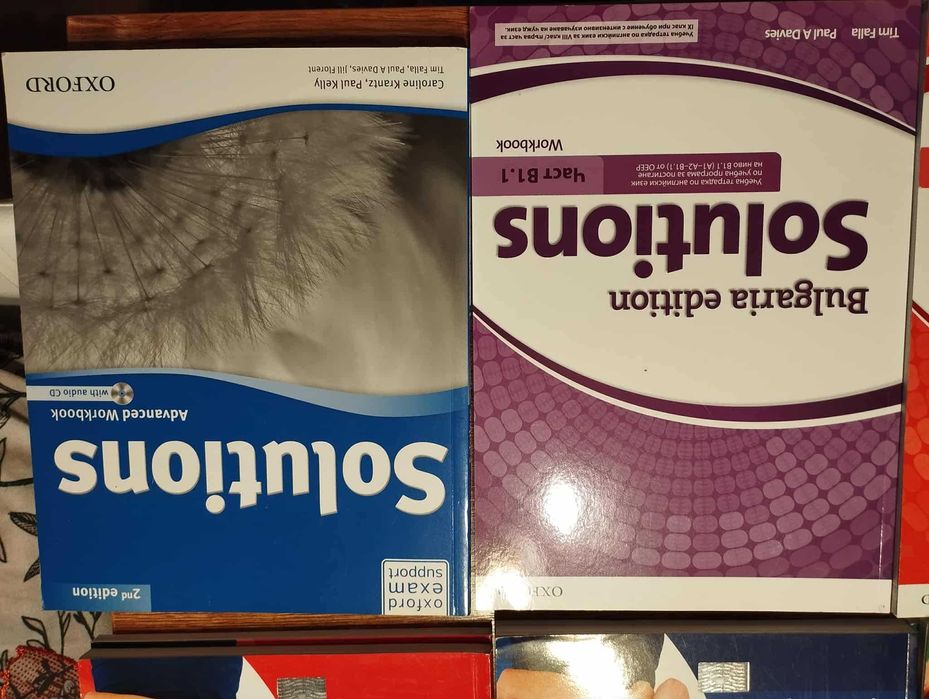 oxford
exam
support
2nd edition
Solutions
Advanced Workbook
with audio CD
Caroline Krantz, Paul Kelly
Tim Falla, Paul A Davies, Jill Florent
OXFORD
OXFORD
Bulgaria edition
Solutions
Учебна тетрадка по английски език
по учебна програма за постигане
на ниво B1.1 (A1–A2–B1.1) от ОЕЕР
Част B1.1
Workbook
Tim Falla Paul A Davies
Учебна тетрадка по английски език за VIII клас/ първа част за
IX клас при обучение с интензивно изучаване на чужд език